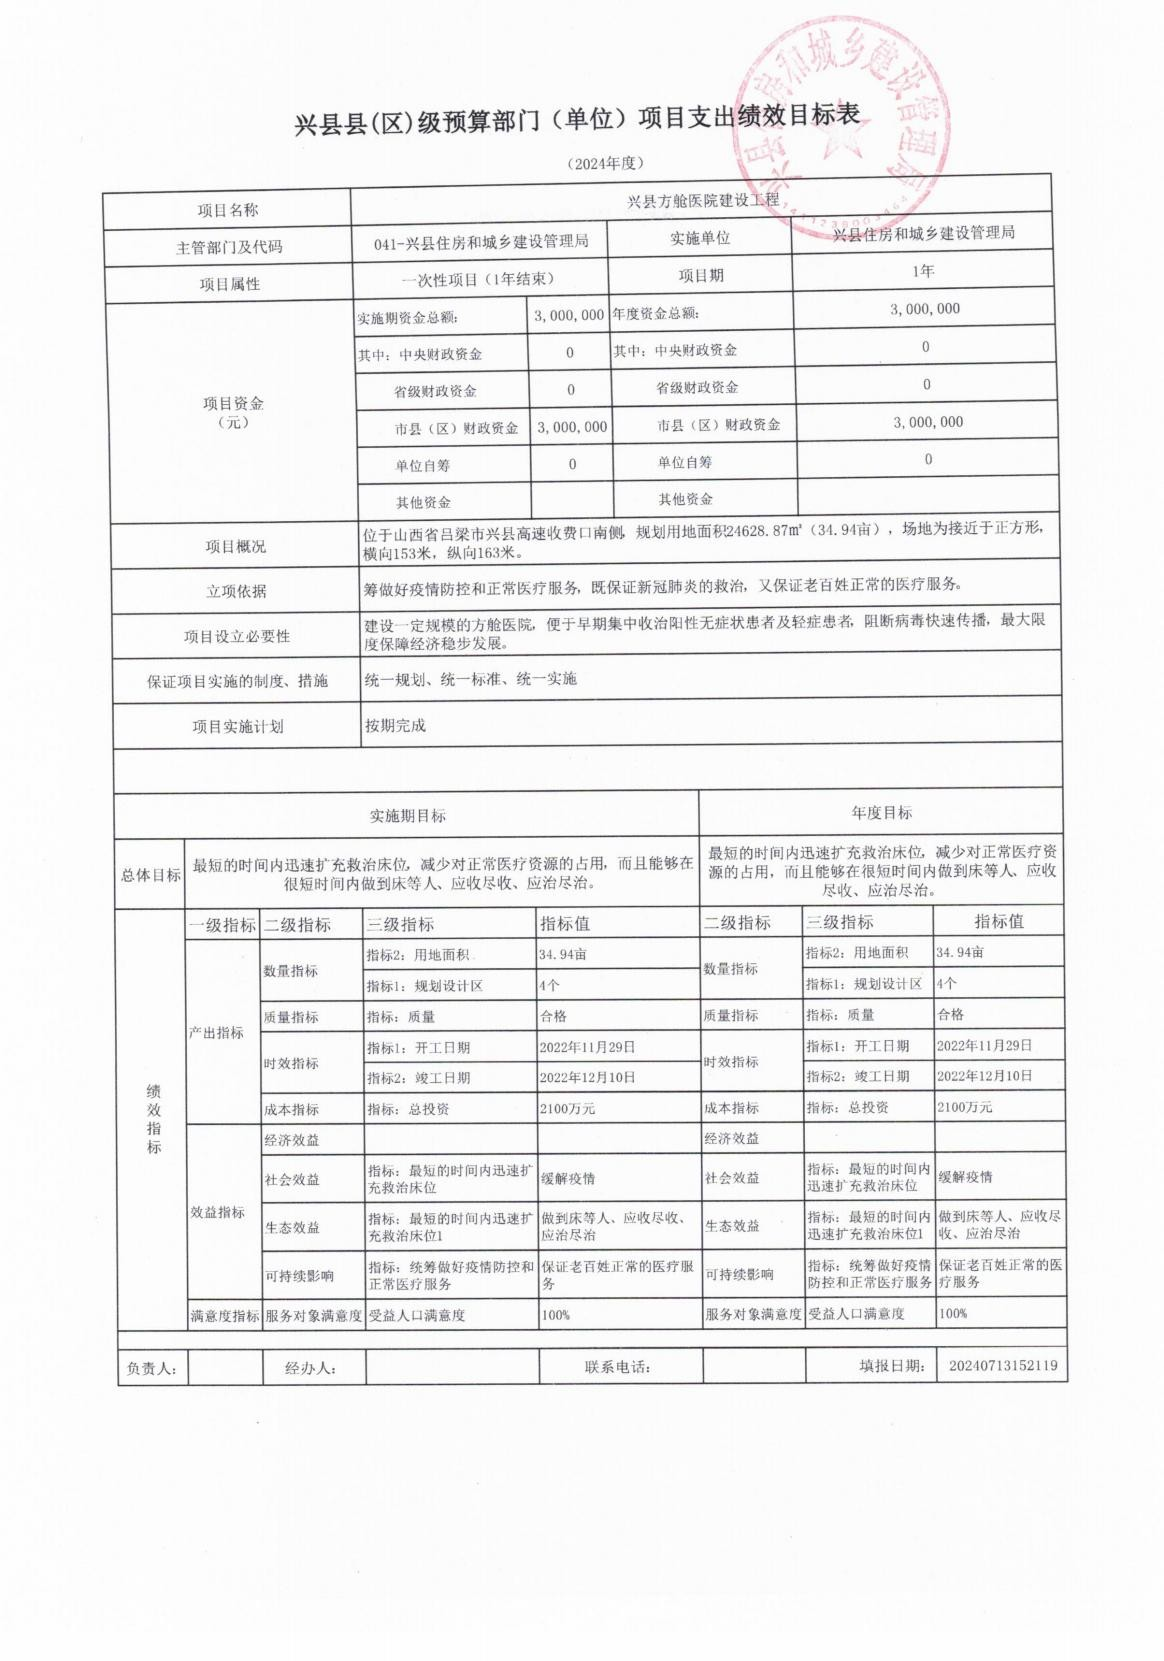 兴县住房和城乡建设管理局
兴县县(区)级预算部门（单位）项目支出绩效目标表
（2024年度）
项目名称 兴县方舱医院建设工程
主管部门及代码 041-兴县住房和城乡建设管理局 实施单位 兴县住房和城乡建设管理局
项目属性 一次性项目（1年结束） 项目期 1年
项目资金
（元）
实施期资金总额: 3,000,000 年度资金总额: 3,000,000
其中: 中央财政资金 0 其中: 中央财政资金 0
省级财政资金 0 省级财政资金 0
市县（区）财政资金 3,000,000 市县（区）财政资金 3,000,000
单位自筹 0 单位自筹 0
其他资金 其他资金
项目概况 位于山西省吕梁市兴县高速收费口南侧，规划用地面积24628.87㎡（34.94亩），场地为接近于正方形，
横向153米，纵向163米。
立项依据 筹做好疫情防控和正常医疗服务，既保证新冠肺炎的救治，又保证老百姓正常的医疗服务。
项目设立必要性 建设一定规模的方舱医院，便于早期集中收治阳性无症状患者及轻症患者，阻断病毒快速传播，最大限
度保障经济稳步发展。
保证项目实施的制度、措施 统一规划、统一标准、统一实施
项目实施计划 按期完成
实施期目标 年度目标
总体目标
最短的时间内迅速扩充救治床位，减少对正常医疗资源的占用，而且能够在
很短时间内做到床等人、应收尽收、应治尽治。
最短的时间内迅速扩充救治床位，减少对正常医疗资
源的占用，而且能够在很短时间内做到床等人、应收
尽收、应治尽治。
绩效指标
一级指标 二级指标 三级指标 指标值 二级指标 三级指标 指标值
产出指标
数量指标 指标2: 用地面积 34.94亩 数量指标 指标2: 用地面积 34.94亩
指标1: 规划设计区 4个 指标1: 规划设计区 4个
质量指标 指标: 质量 合格 质量指标 指标: 质量 合格
时效指标 指标1: 开工日期 2022年11月29日 时效指标 指标1: 开工日期 2022年11月29日
指标2: 竣工日期 2022年12月10日 指标2: 竣工日期 2022年12月10日
成本指标 指标: 总投资 2100万元 成本指标 指标: 总投资 2100万元
效益指标
经济效益 经济效益
社会效益 指标: 最短的时间内迅速扩 缓解疫情 社会效益 指标: 最短的时间内 缓解疫情
充救治床位 迅速扩充救治床位
生态效益 指标: 最短的时间内迅速扩 做到床等人、应收尽收、 生态效益 指标: 最短的时间内 做到床等人、应收尽
充救治床位1 应治尽治 迅速扩充救治床位1 收、应治尽治
可持续影响 指标: 统筹做好疫情防控和 保证老百姓正常的医疗服 可持续影响 指标: 统筹做好疫情 保证老百姓正常的医
正常医疗服务 务 防控和正常医疗服务 疗服务
满意度指标 服务对象满意度 受益人口满意度 100% 服务对象满意度 受益人口满意度 100%
负责人: 经办人: 联系电话: 填报日期: 20240713152119